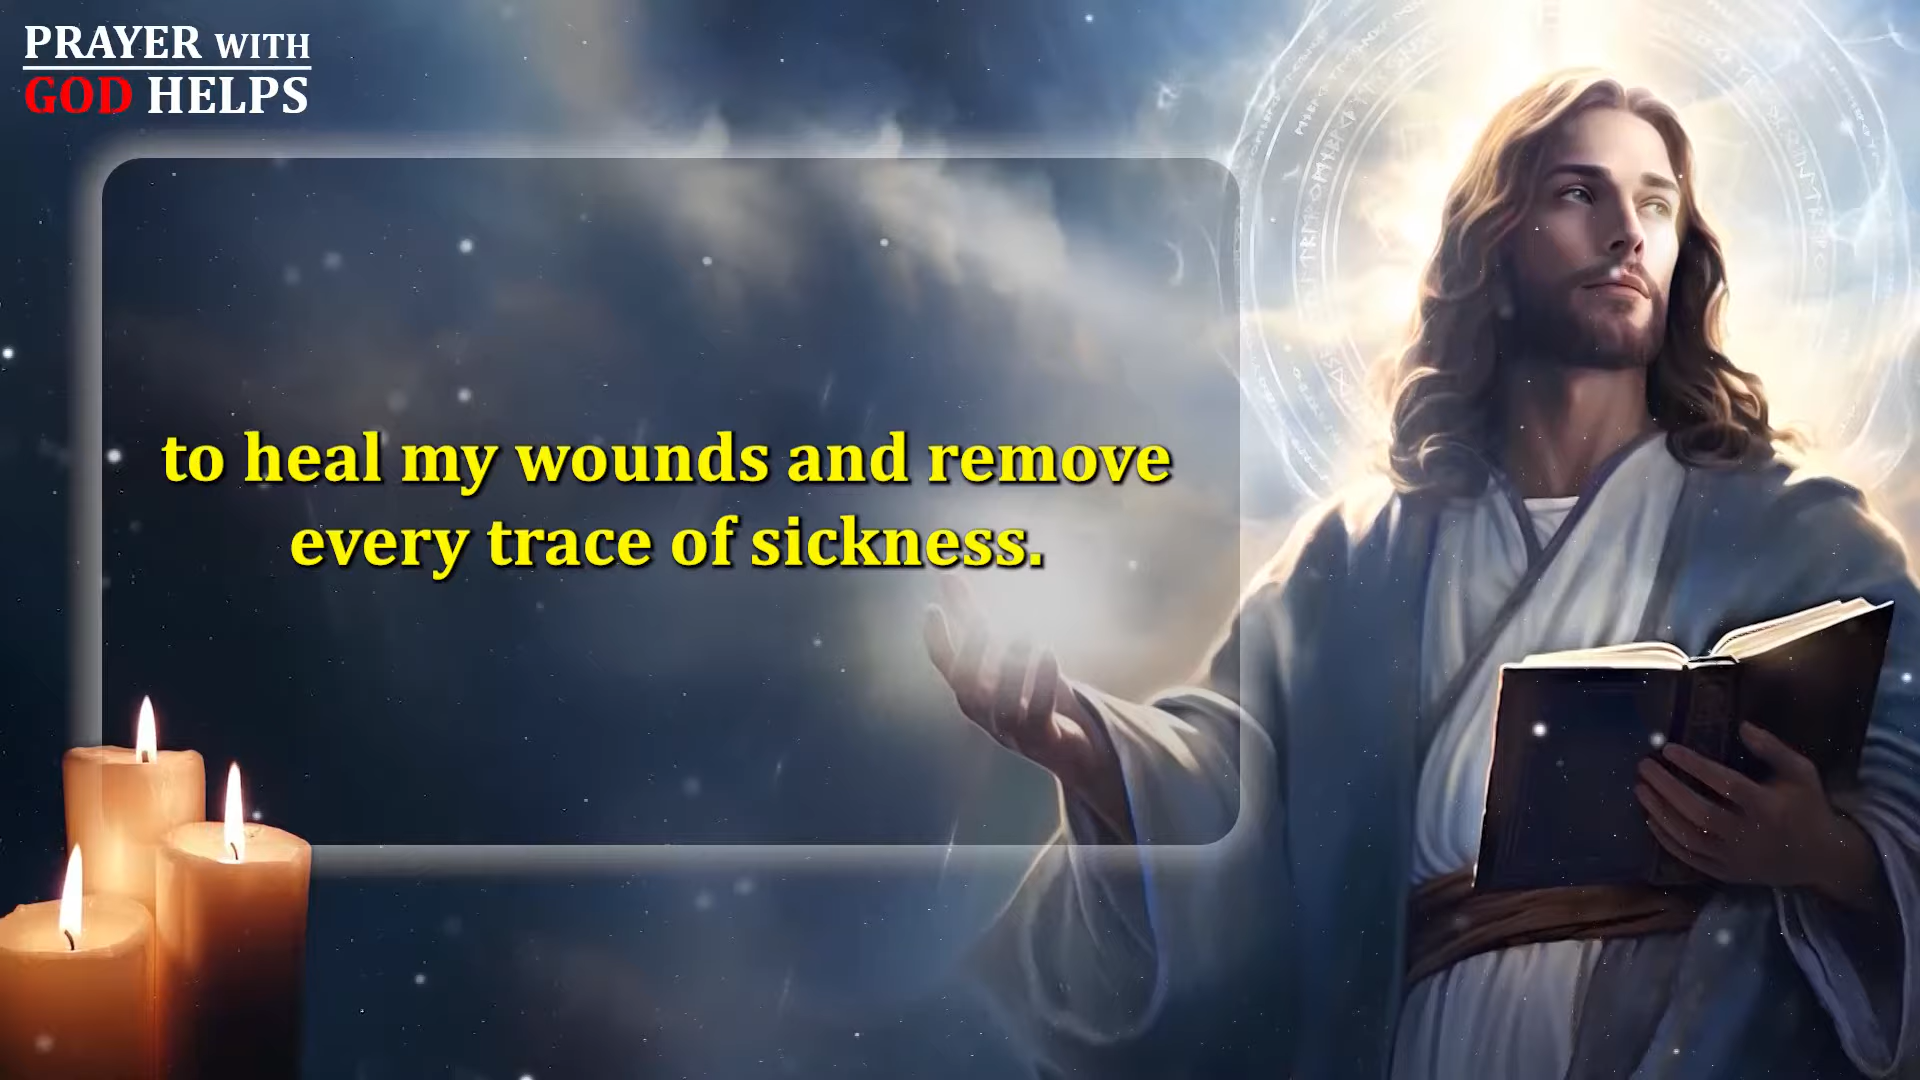 PRAYER WITH
GOD HELPS
to heal my wounds and remove
every trace of sickness.